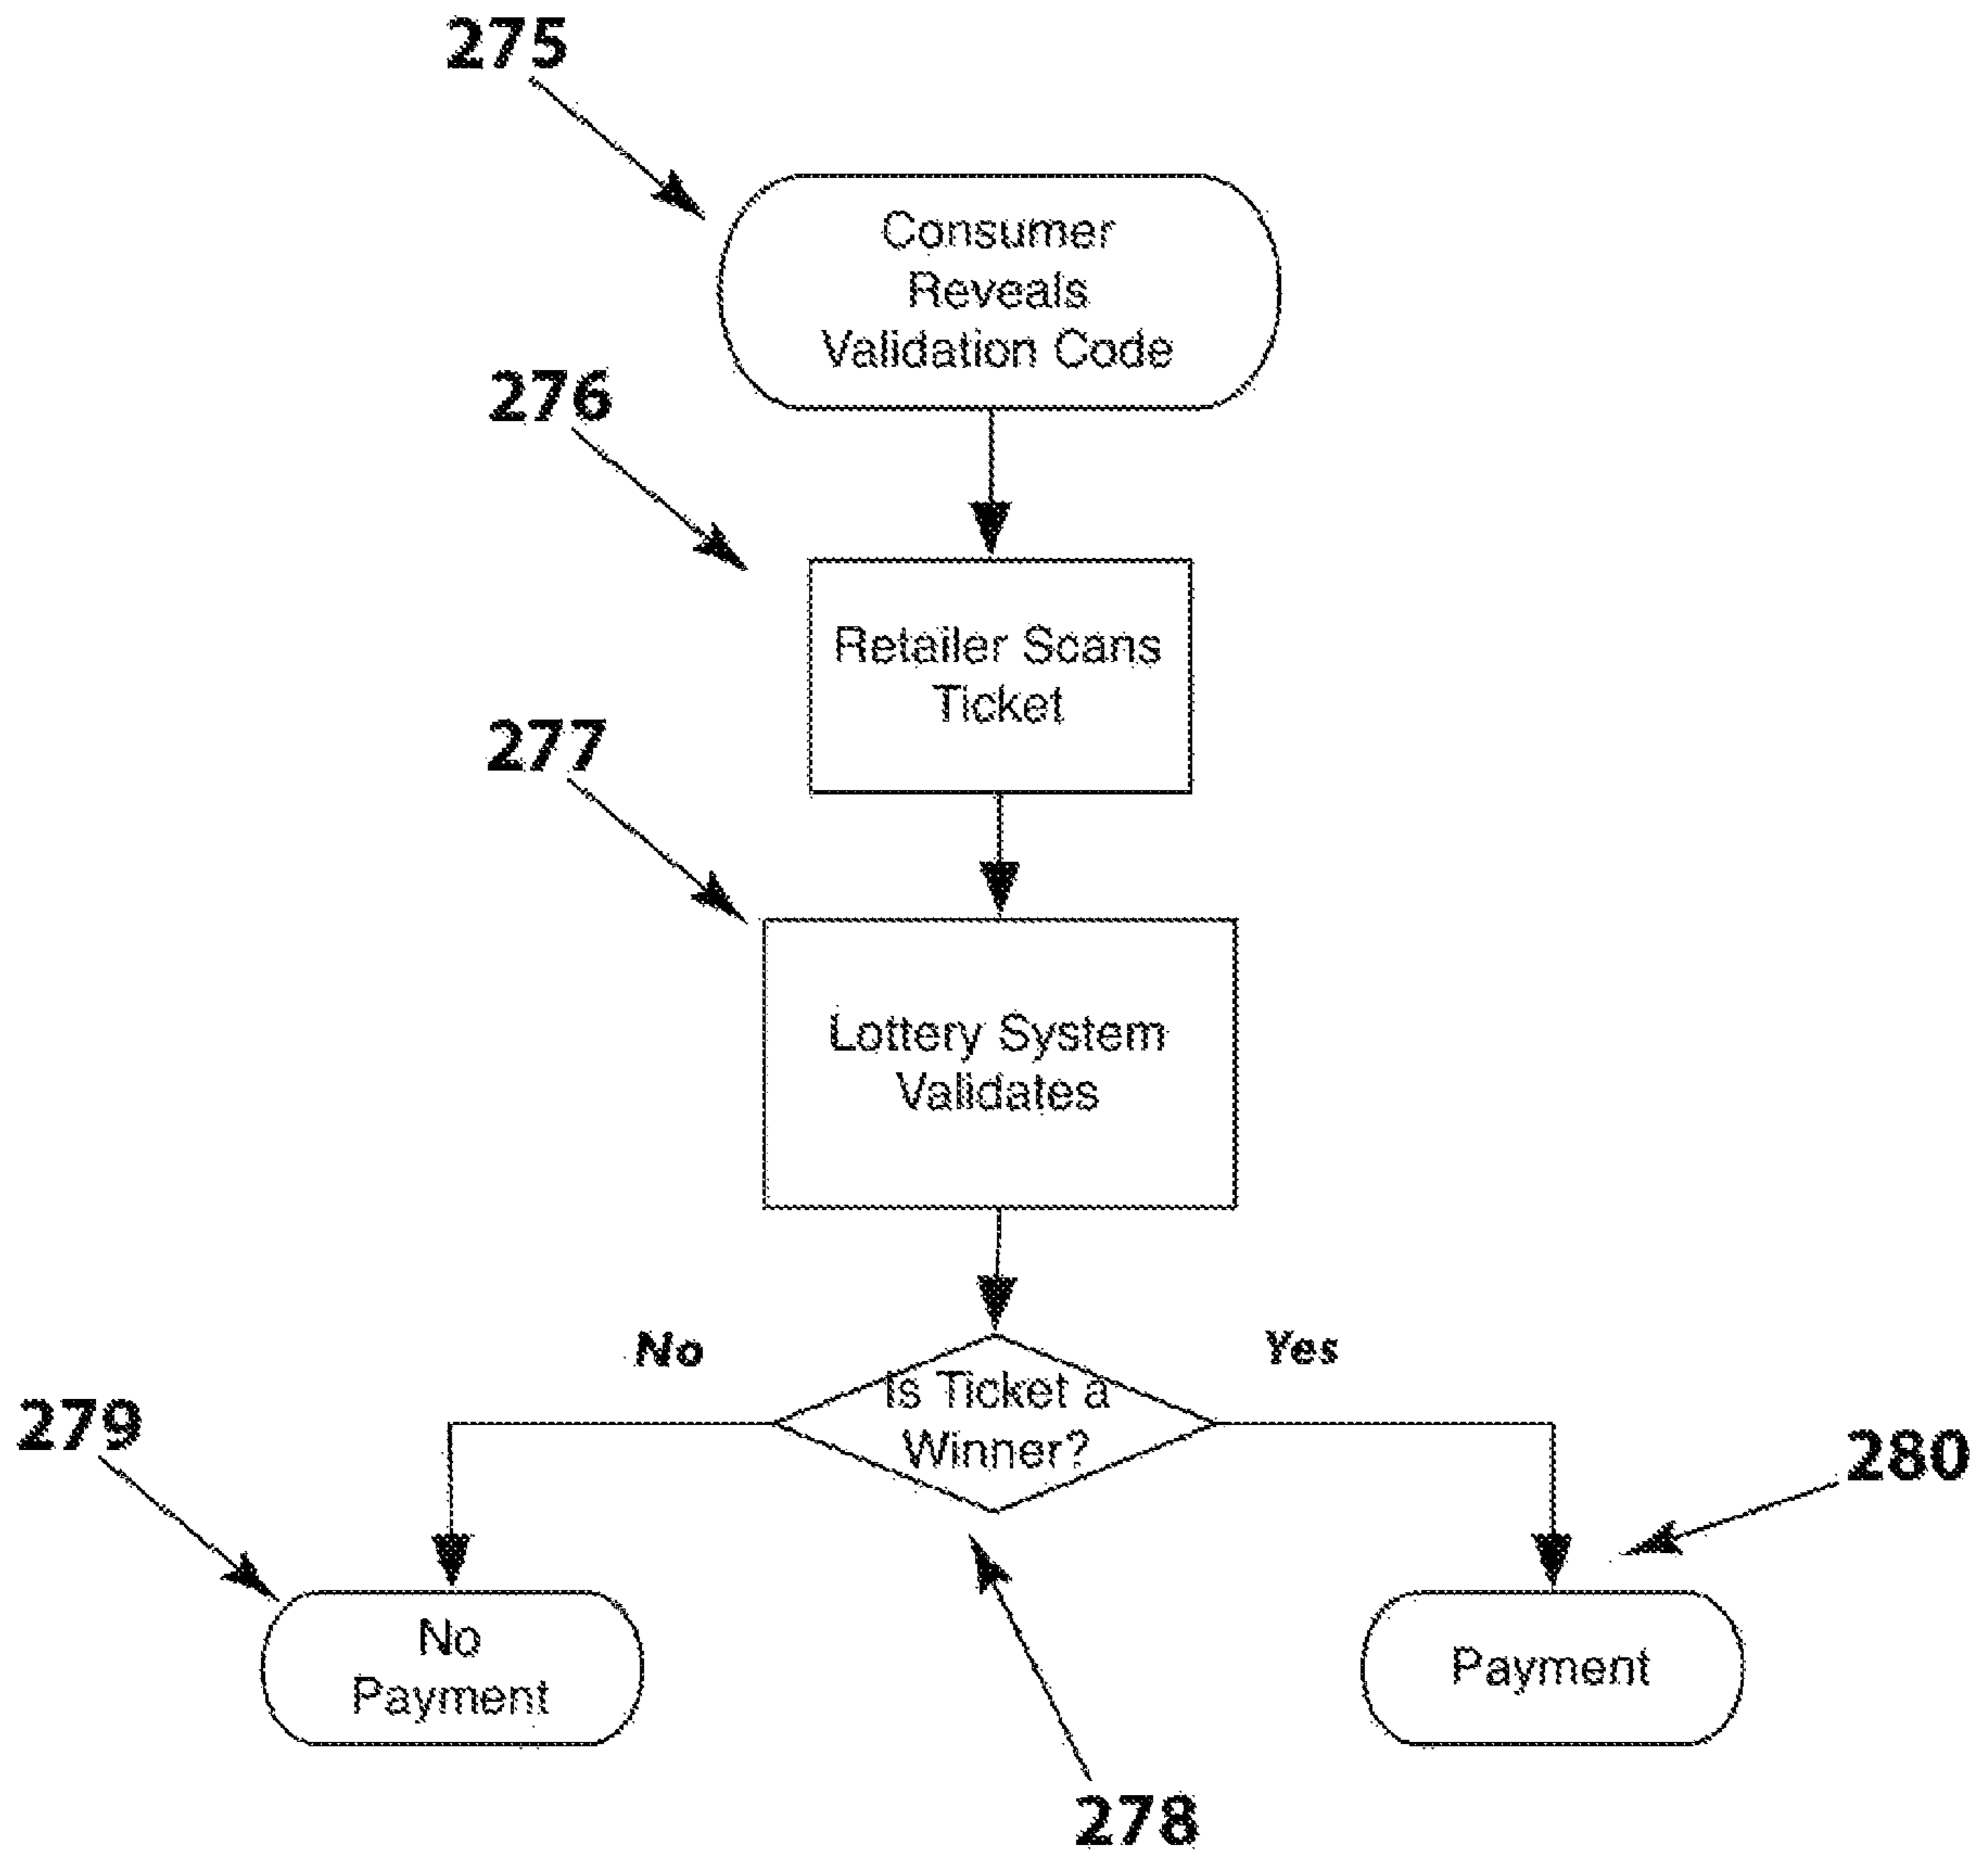 275
Consumer
Reveals
Validation Code
276
Retailer Scans
Ticket
277
Lottery System
Validates
No
Yes
Is Ticket a
Winner?
279
280
No
Payment
Payment
278